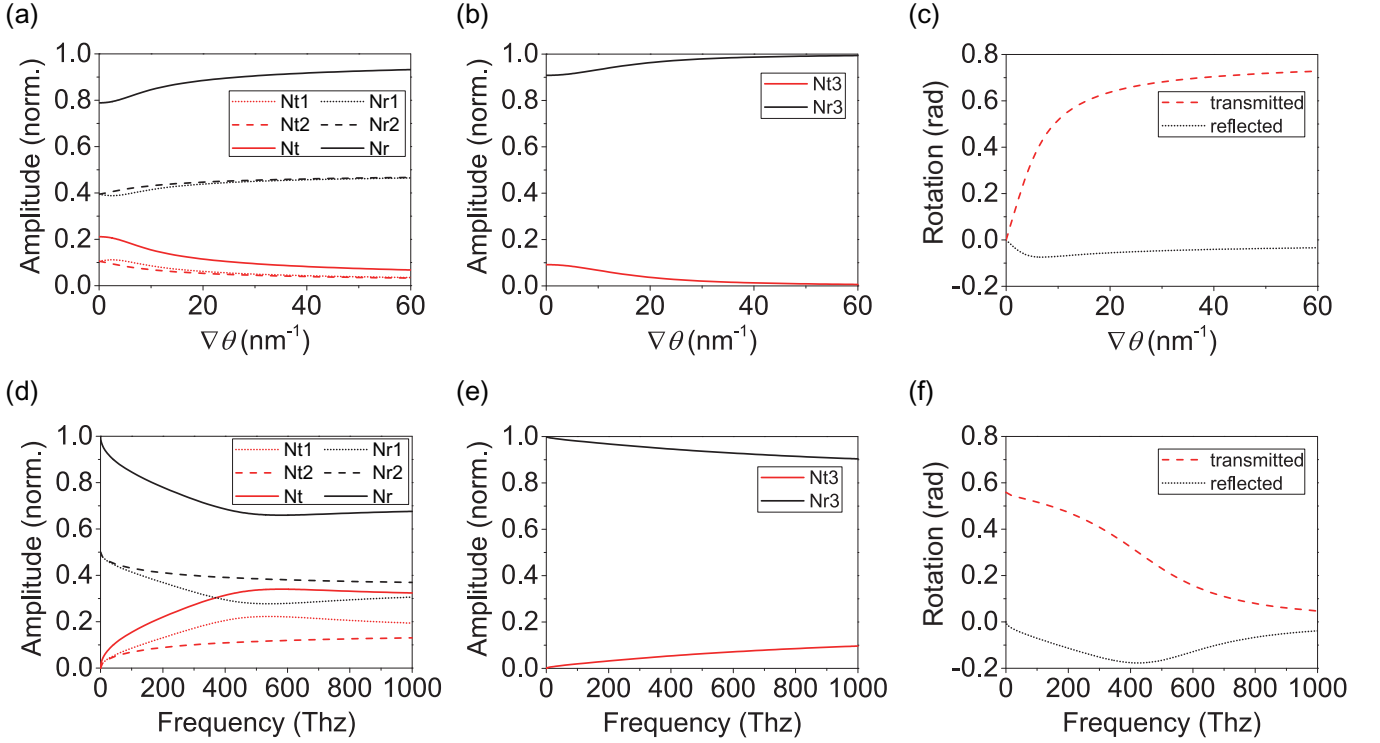 (a)
Amplitude (norm.)
1.0
0.8
0.6
0.4
0.2
0.0
Nt1 Nr1
Nt2 Nr2
Nt Nr
0 20 40 60
∇θ (nm⁻¹)
(b)
Amplitude (norm.)
1.0
0.8
0.6
0.4
0.2
0.0
Nt3
Nr3
0 20 40 60
∇θ (nm⁻¹)
(c)
Rotation (rad)
0.8
0.6
0.4
0.2
0.0
−0.2
transmitted
reflected
0 20 40 60
∇θ (nm⁻¹)
(d)
Amplitude (norm.)
1.0
0.8
0.6
0.4
0.2
0.0
Nt1 Nr1
Nt2 Nr2
Nt Nr
0 200 400 600 800 1000
Frequency (Thz)
(e)
Amplitude (norm.)
1.0
0.8
0.6
0.4
0.2
0.0
Nt3
Nr3
0 200 400 600 800 1000
Frequency (Thz)
(f)
Rotation (rad)
0.8
0.6
0.4
0.2
0.0
−0.2
transmitted
reflected
0 200 400 600 800 1000
Frequency (Thz)